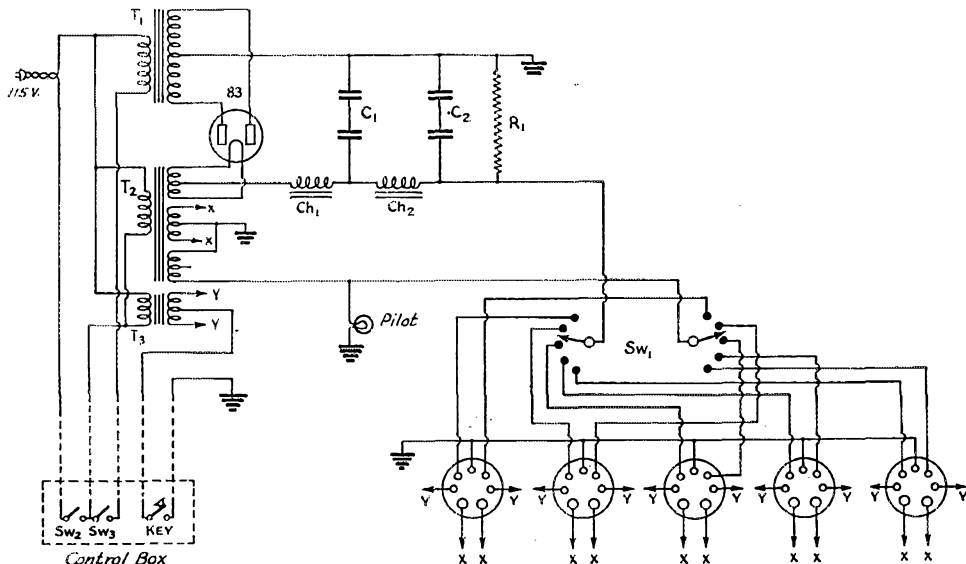 T1
115 V.
83
C1
C2
R1
T2
Ch1
Ch2
X
X
Y
Y
T3
Pilot
Sw1
Y
Y
Y
Y
Y
Y
Y
Y
Y
Y
X
X
X
X
X
X
X
X
X
X
Sw2
Sw3
KEY
Control Box